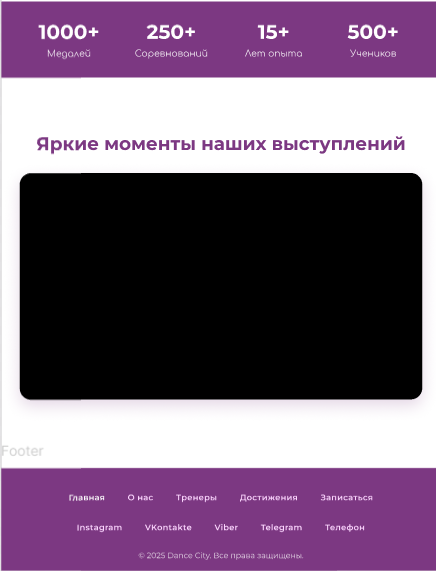 1000+ 250+ 15+ 500+
Медалей Соревнований Лет опыта Учеников
Яркие моменты наших выступлений
Footer
Главная О нас Тренеры Достижения Записаться
Instagram VKontakte Viber Telegram Телефон
© 2025 Dance City. Все права защищены.